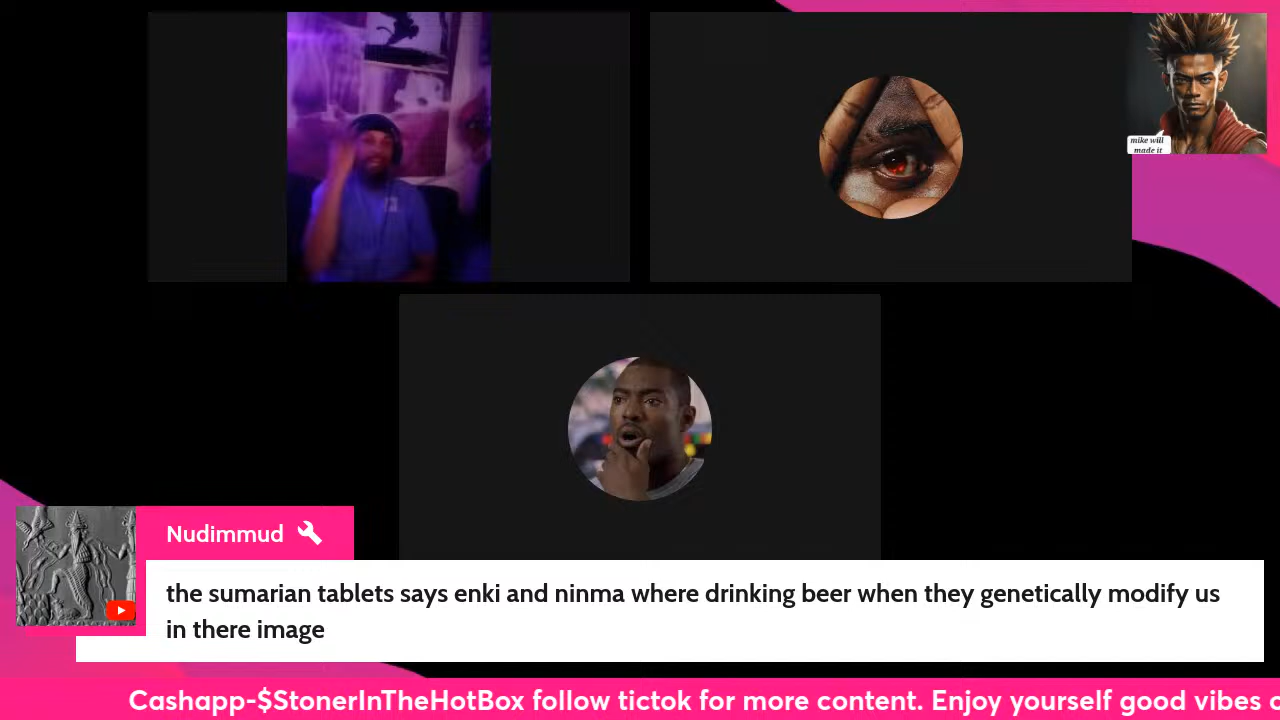 mike will
made it
Nudimmud
the sumarian tablets says enki and ninma where drinking beer when they genetically modify us
in there image
Cashapp-$StonerInTheHotBox follow tictok for more content. Enjoy yourself good vibes